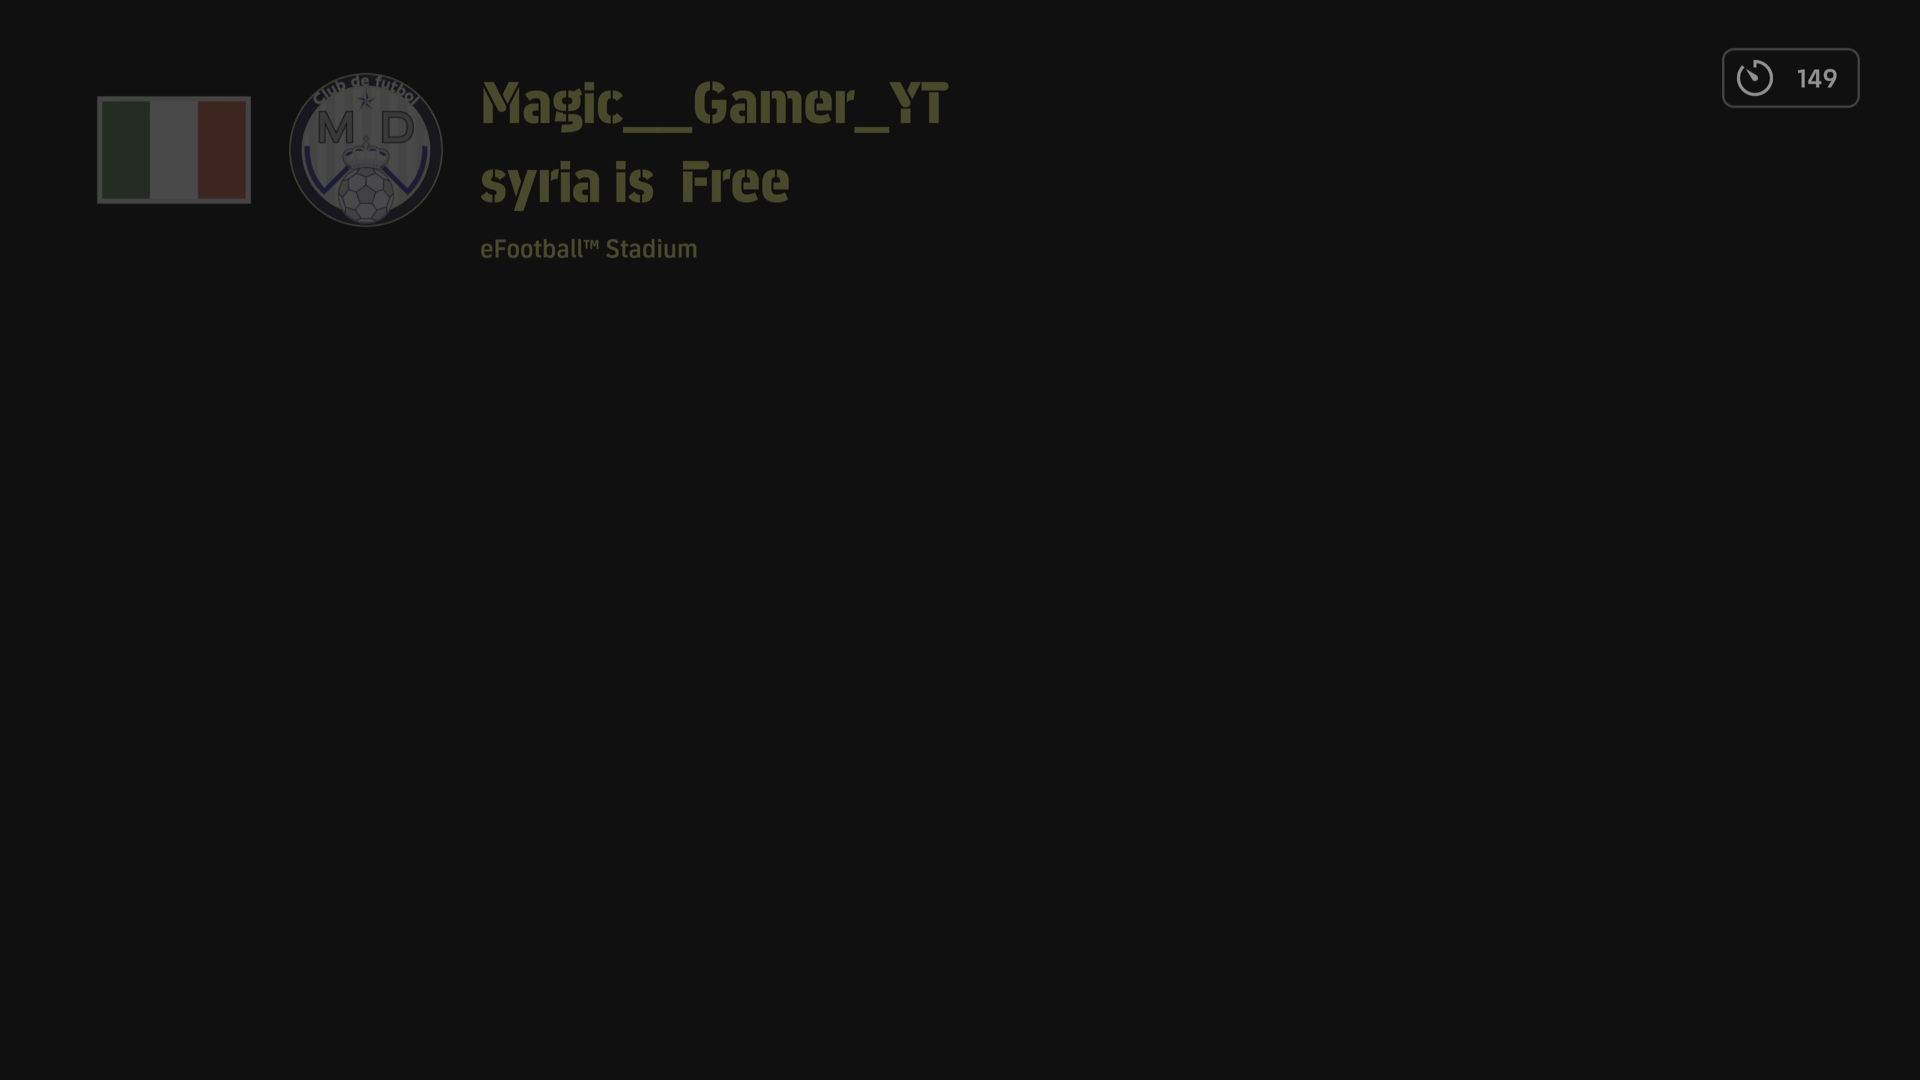 Club de futbol
M D
Magic__Gamer_YT
syria is  Free
eFootball™ Stadium
149